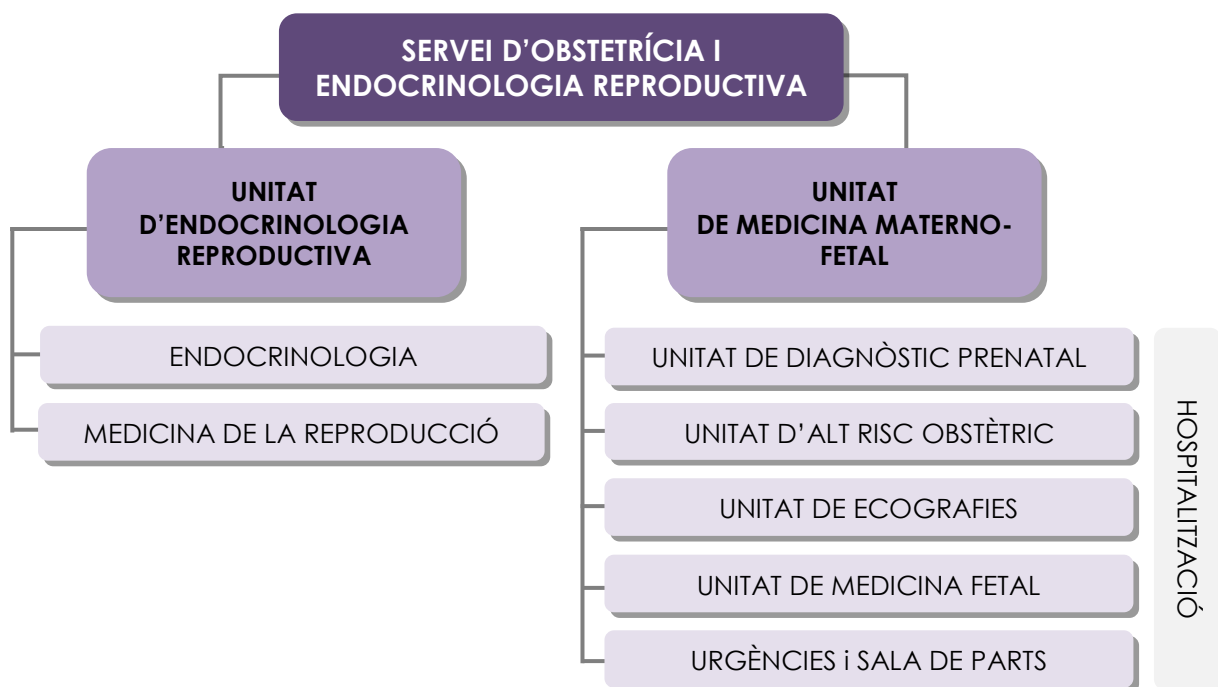 SERVEI D’OBSTETRÍCIA I
ENDOCRINOLOGIA REPRODUCTIVA
UNITAT
D’ENDOCRINOLOGIA
REPRODUCTIVA
ENDOCRINOLOGIA
MEDICINA DE LA REPRODUCCIÓ
UNITAT
DE MEDICINA MATERNO-
FETAL
UNITAT DE DIAGNÒSTIC PRENATAL
UNITAT D’ALT RISC OBSTÈTRIC
UNITAT DE ECOGRAFIES
UNITAT DE MEDICINA FETAL
URGÈNCIES i SALA DE PARTS
HOSPITALITZACIÓ